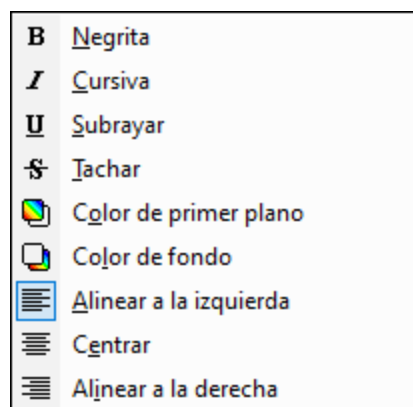 B Negrita
I Cursiva
U Subrayar
S Tachar
Color de primer plano
Color de fondo
Alinear a la izquierda
Centrar
Alinear a la derecha